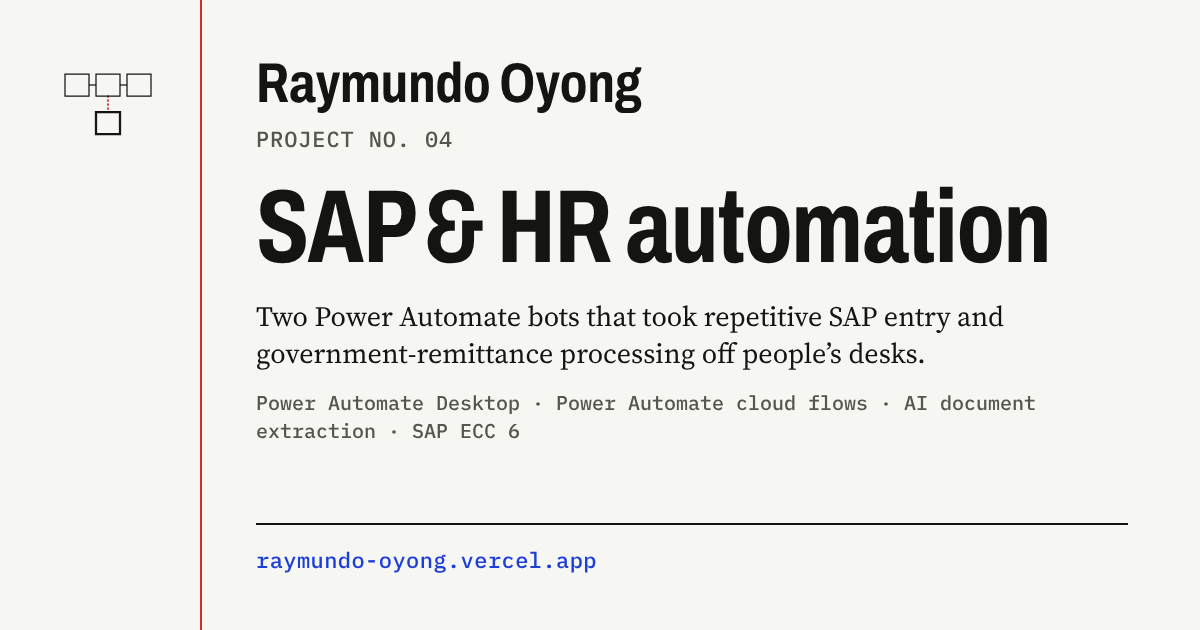 Raymundo Oyong
PROJECT NO. 04
SAP & HR automation
Two Power Automate bots that took repetitive SAP entry and
government-remittance processing off people’s desks.
Power Automate Desktop · Power Automate cloud flows · AI document
extraction · SAP ECC 6
raymundo-oyong.vercel.app